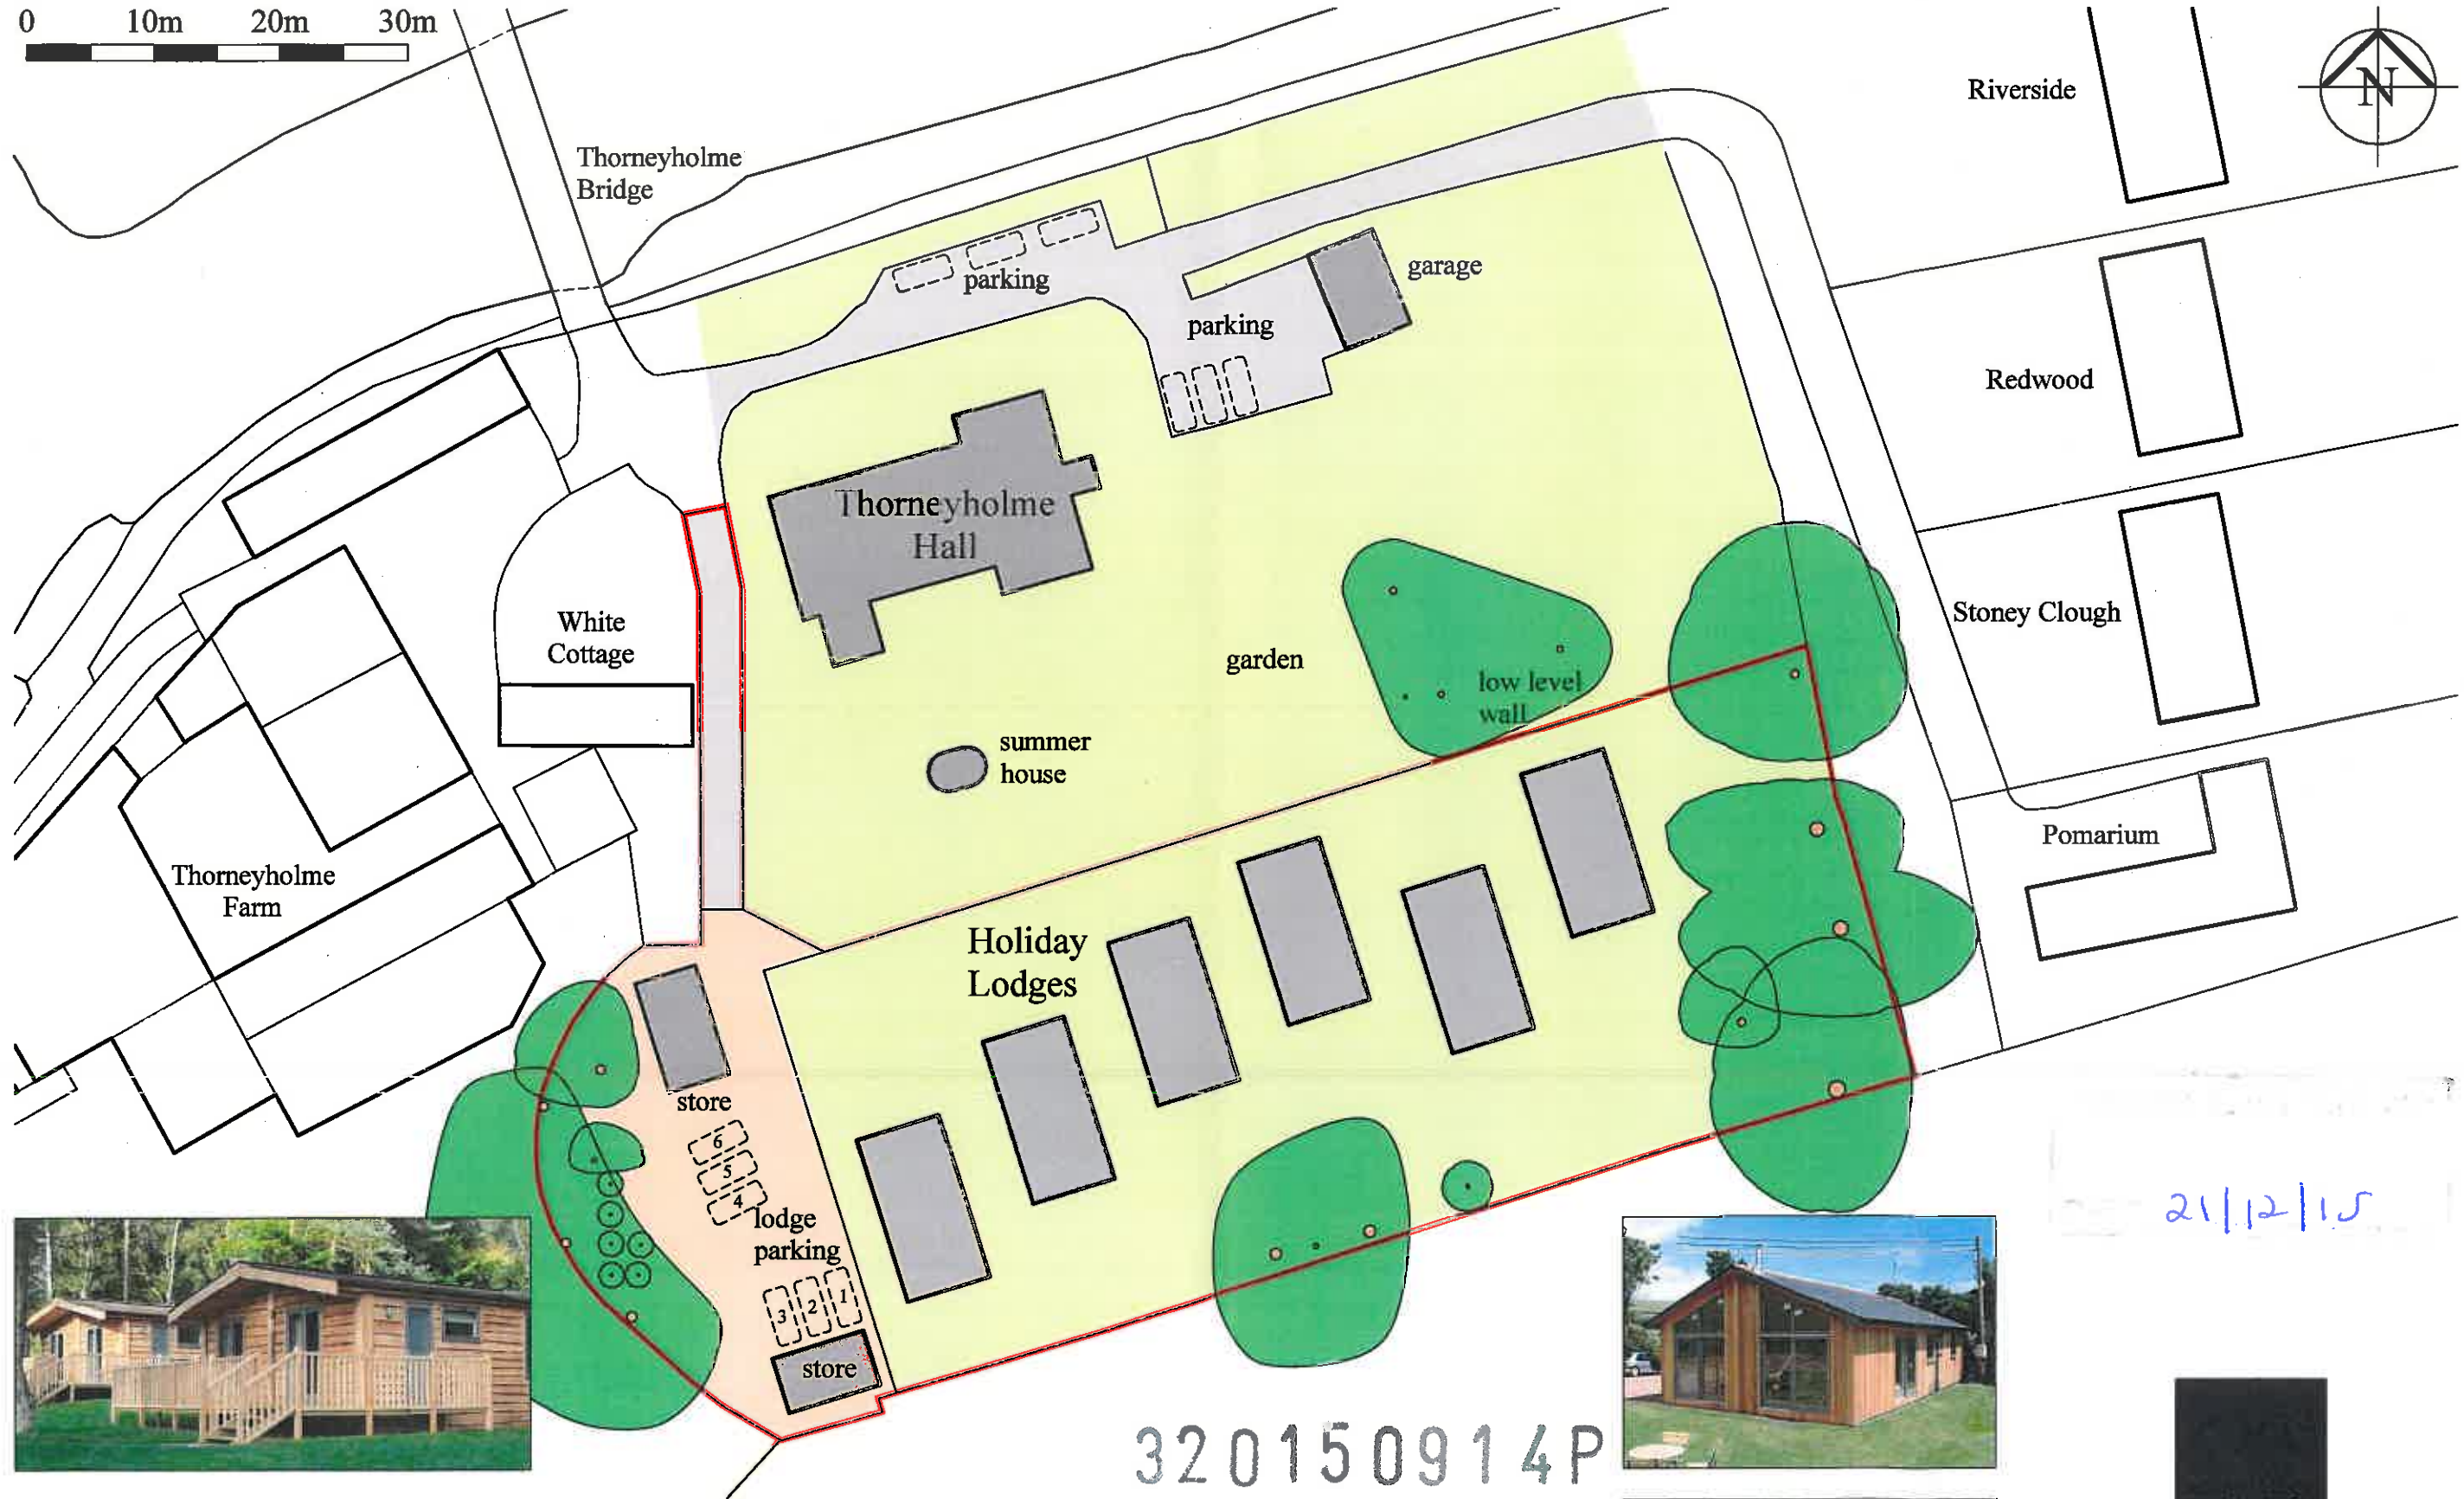 0 10m 20m 30m
N
Riverside
Thorneyholme
Bridge
parking
garage
parking
Redwood
Thorneyholme
Hall
White
Cottage
Stoney Clough
garden
low level
wall
summer
house
Pomarium
Thorneyholme
Farm
Holiday
Lodges
store
6
5
4
lodge
parking
3 2 1
store
21/12/15
320150914P